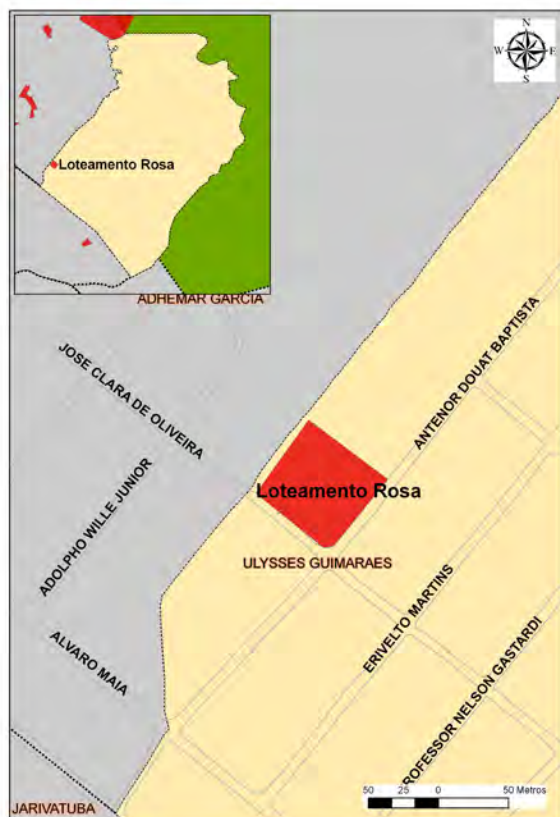 N
W E
S
Loteamento Rosa
ADHEMAR GARCIA
JOSE CLARA DE OLIVEIRA
ANTENOR DOUAT BAPTISTA
ADOLPHO WILLE JUNIOR
Loteamento Rosa
ULYSSES GUIMARAES
ERIVELTO MARTINS
ALVARO MAIA
ROFESSOR NELSON GASTARDI
50 25 0 50 Metros
JARIVATUBA